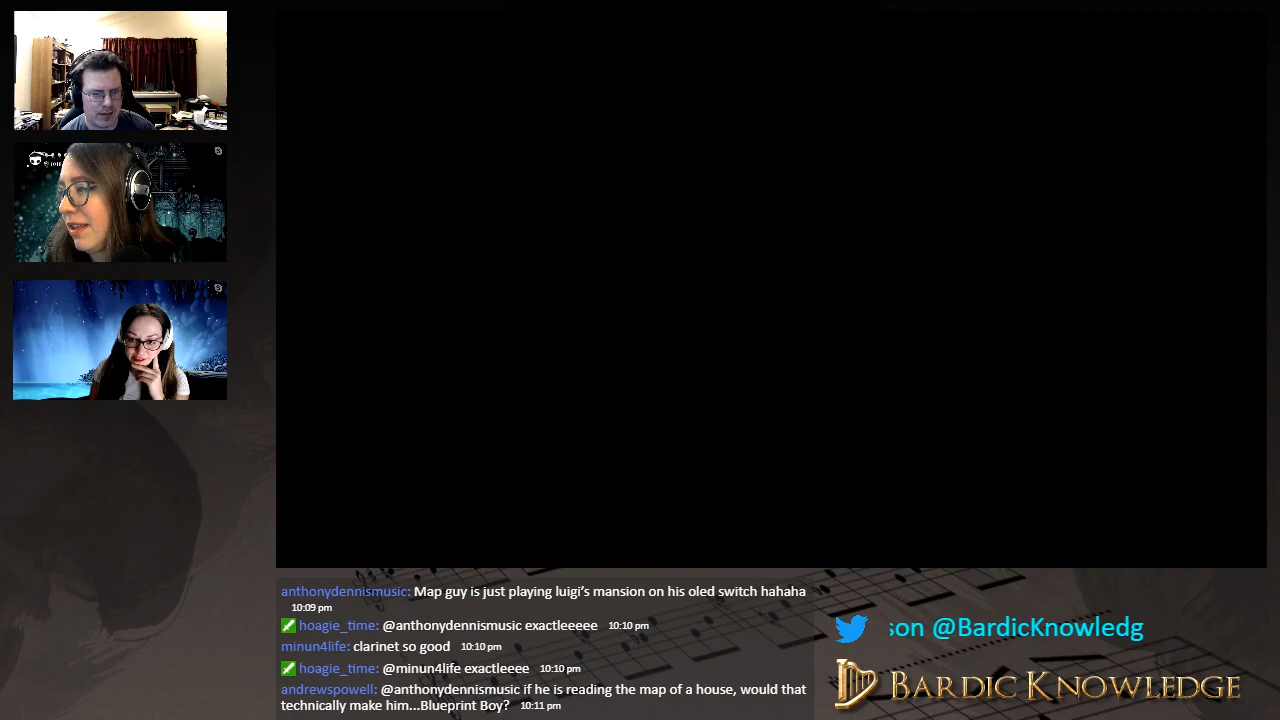 anthonydennismusic: Map guy is just playing luigi's mansion on his oled switch hahaha
10:09 pm
hoagie_time: @anthonydennismusic exactleeeee 10:10 pm
minun4life: clarinet so good 10:10 pm
hoagie_time: @minun4life exactleeee 10:10 pm
andrewspowell: @anthonydennismusic if he is reading the map of a house, would that
technically make him...Blueprint Boy? 10:11 pm
son @BardicKnowledg
BARDIC KNOWLEDGE